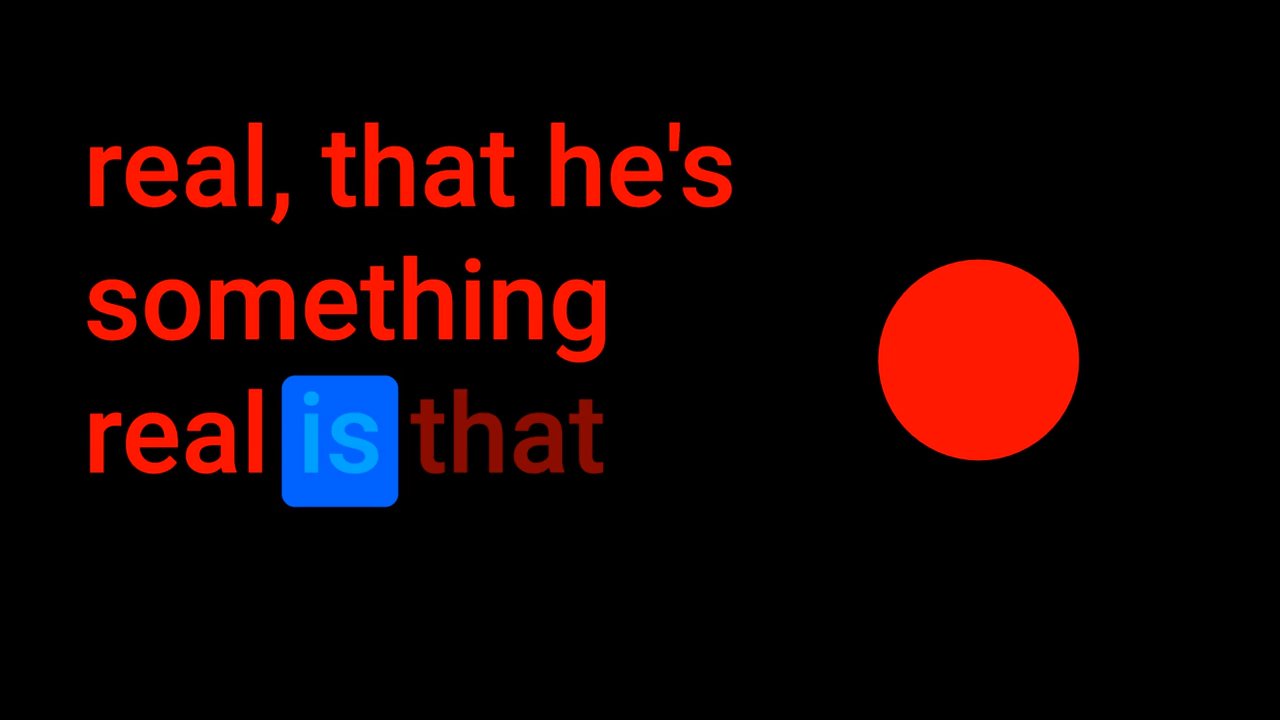 real, that he's
something
real is that